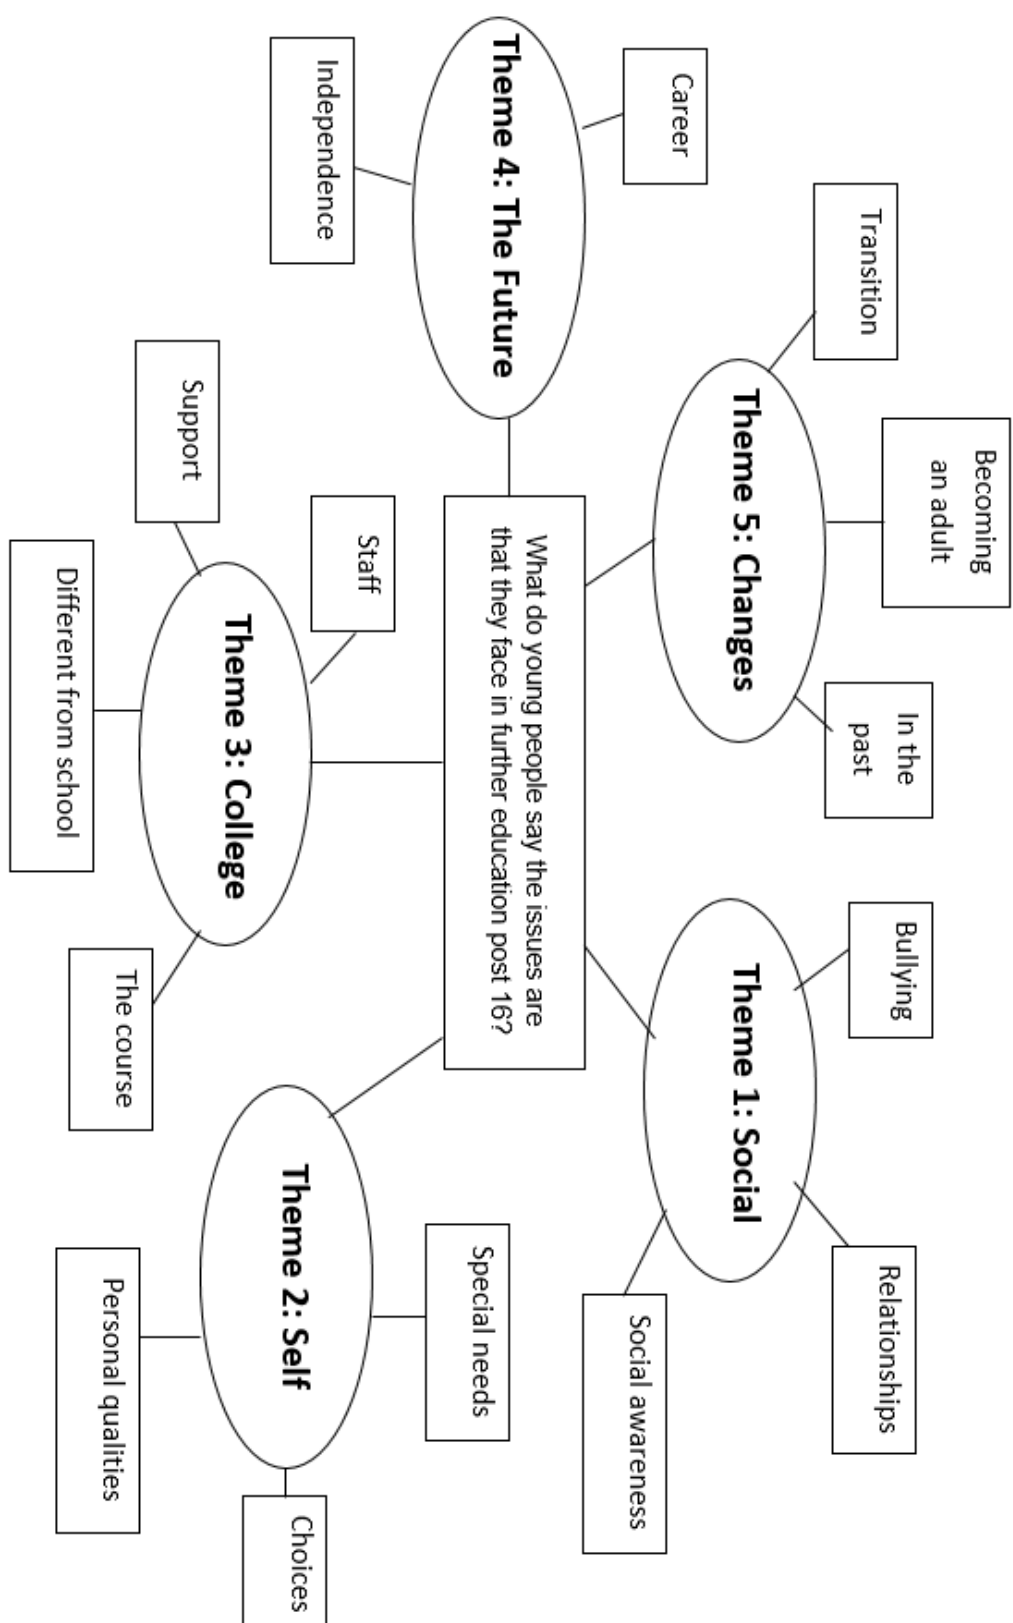 Becoming
an adult
Transition
In the
past
Bullying
Relationships
Career
Theme 5: Changes
Theme 1: Social
Theme 4: The Future
Social awareness
What do young people say the issues are
that they face in further education post 16?
Independence
Staff
Special needs
Support
Theme 3: College
Theme 2: Self
Choices
Different from school
The course
Personal qualities